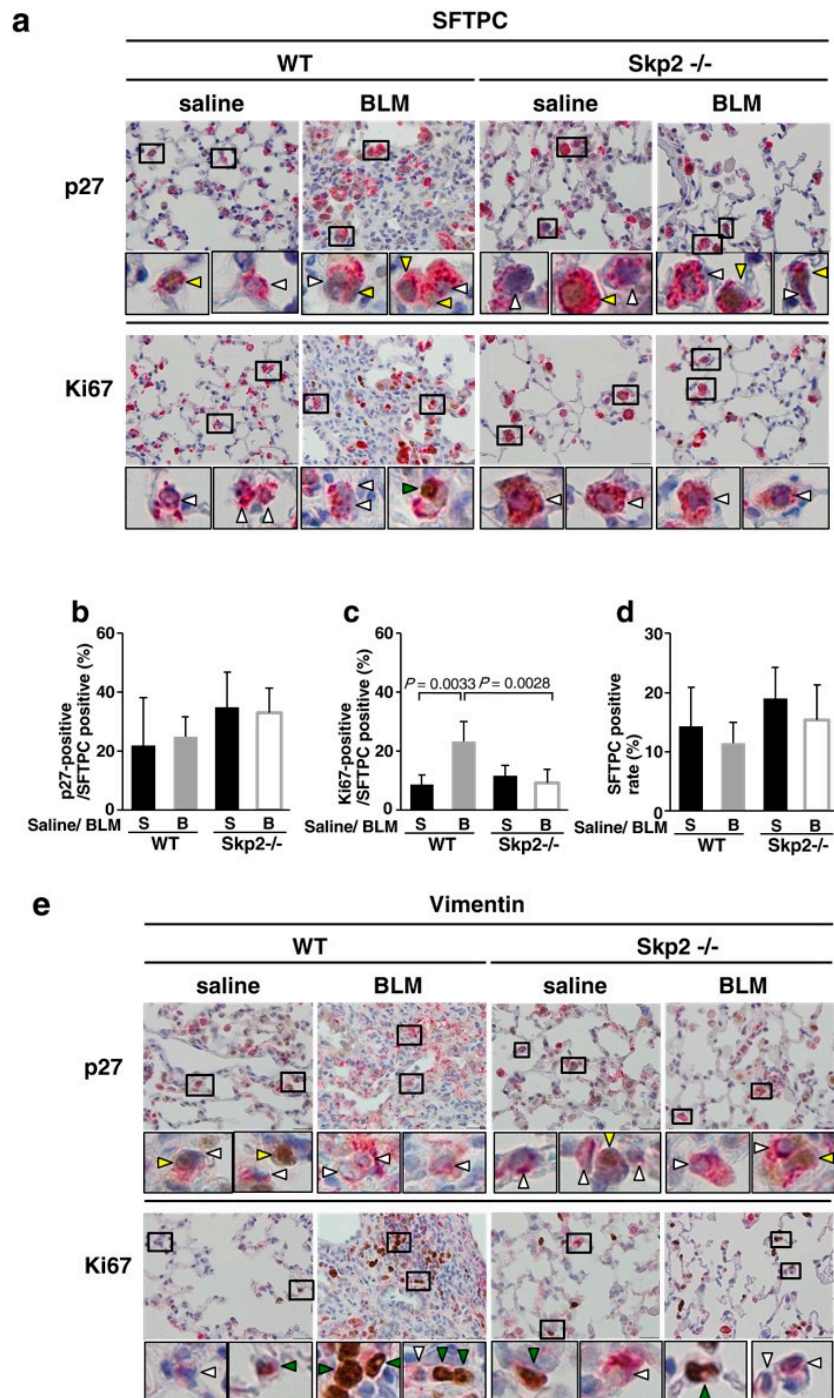 a
SFTPC
WT Skp2 -/-
saline BLM saline BLM
p27
Ki67
b c d
p27-positive
/SFTPC positive (%)
60
40
20
0
Saline/ BLM S B S B
WT Skp2-/-
Ki67-positive
/SFTPC positive (%)
60
40
20
0
P = 0.0033 P = 0.0028
Saline/ BLM S B S B
WT Skp2-/-
SFTPC positive
rate (%)
30
20
10
0
Saline/ BLM S B S B
WT Skp2-/-
e
Vimentin
WT Skp2 -/-
saline BLM saline BLM
p27
Ki67